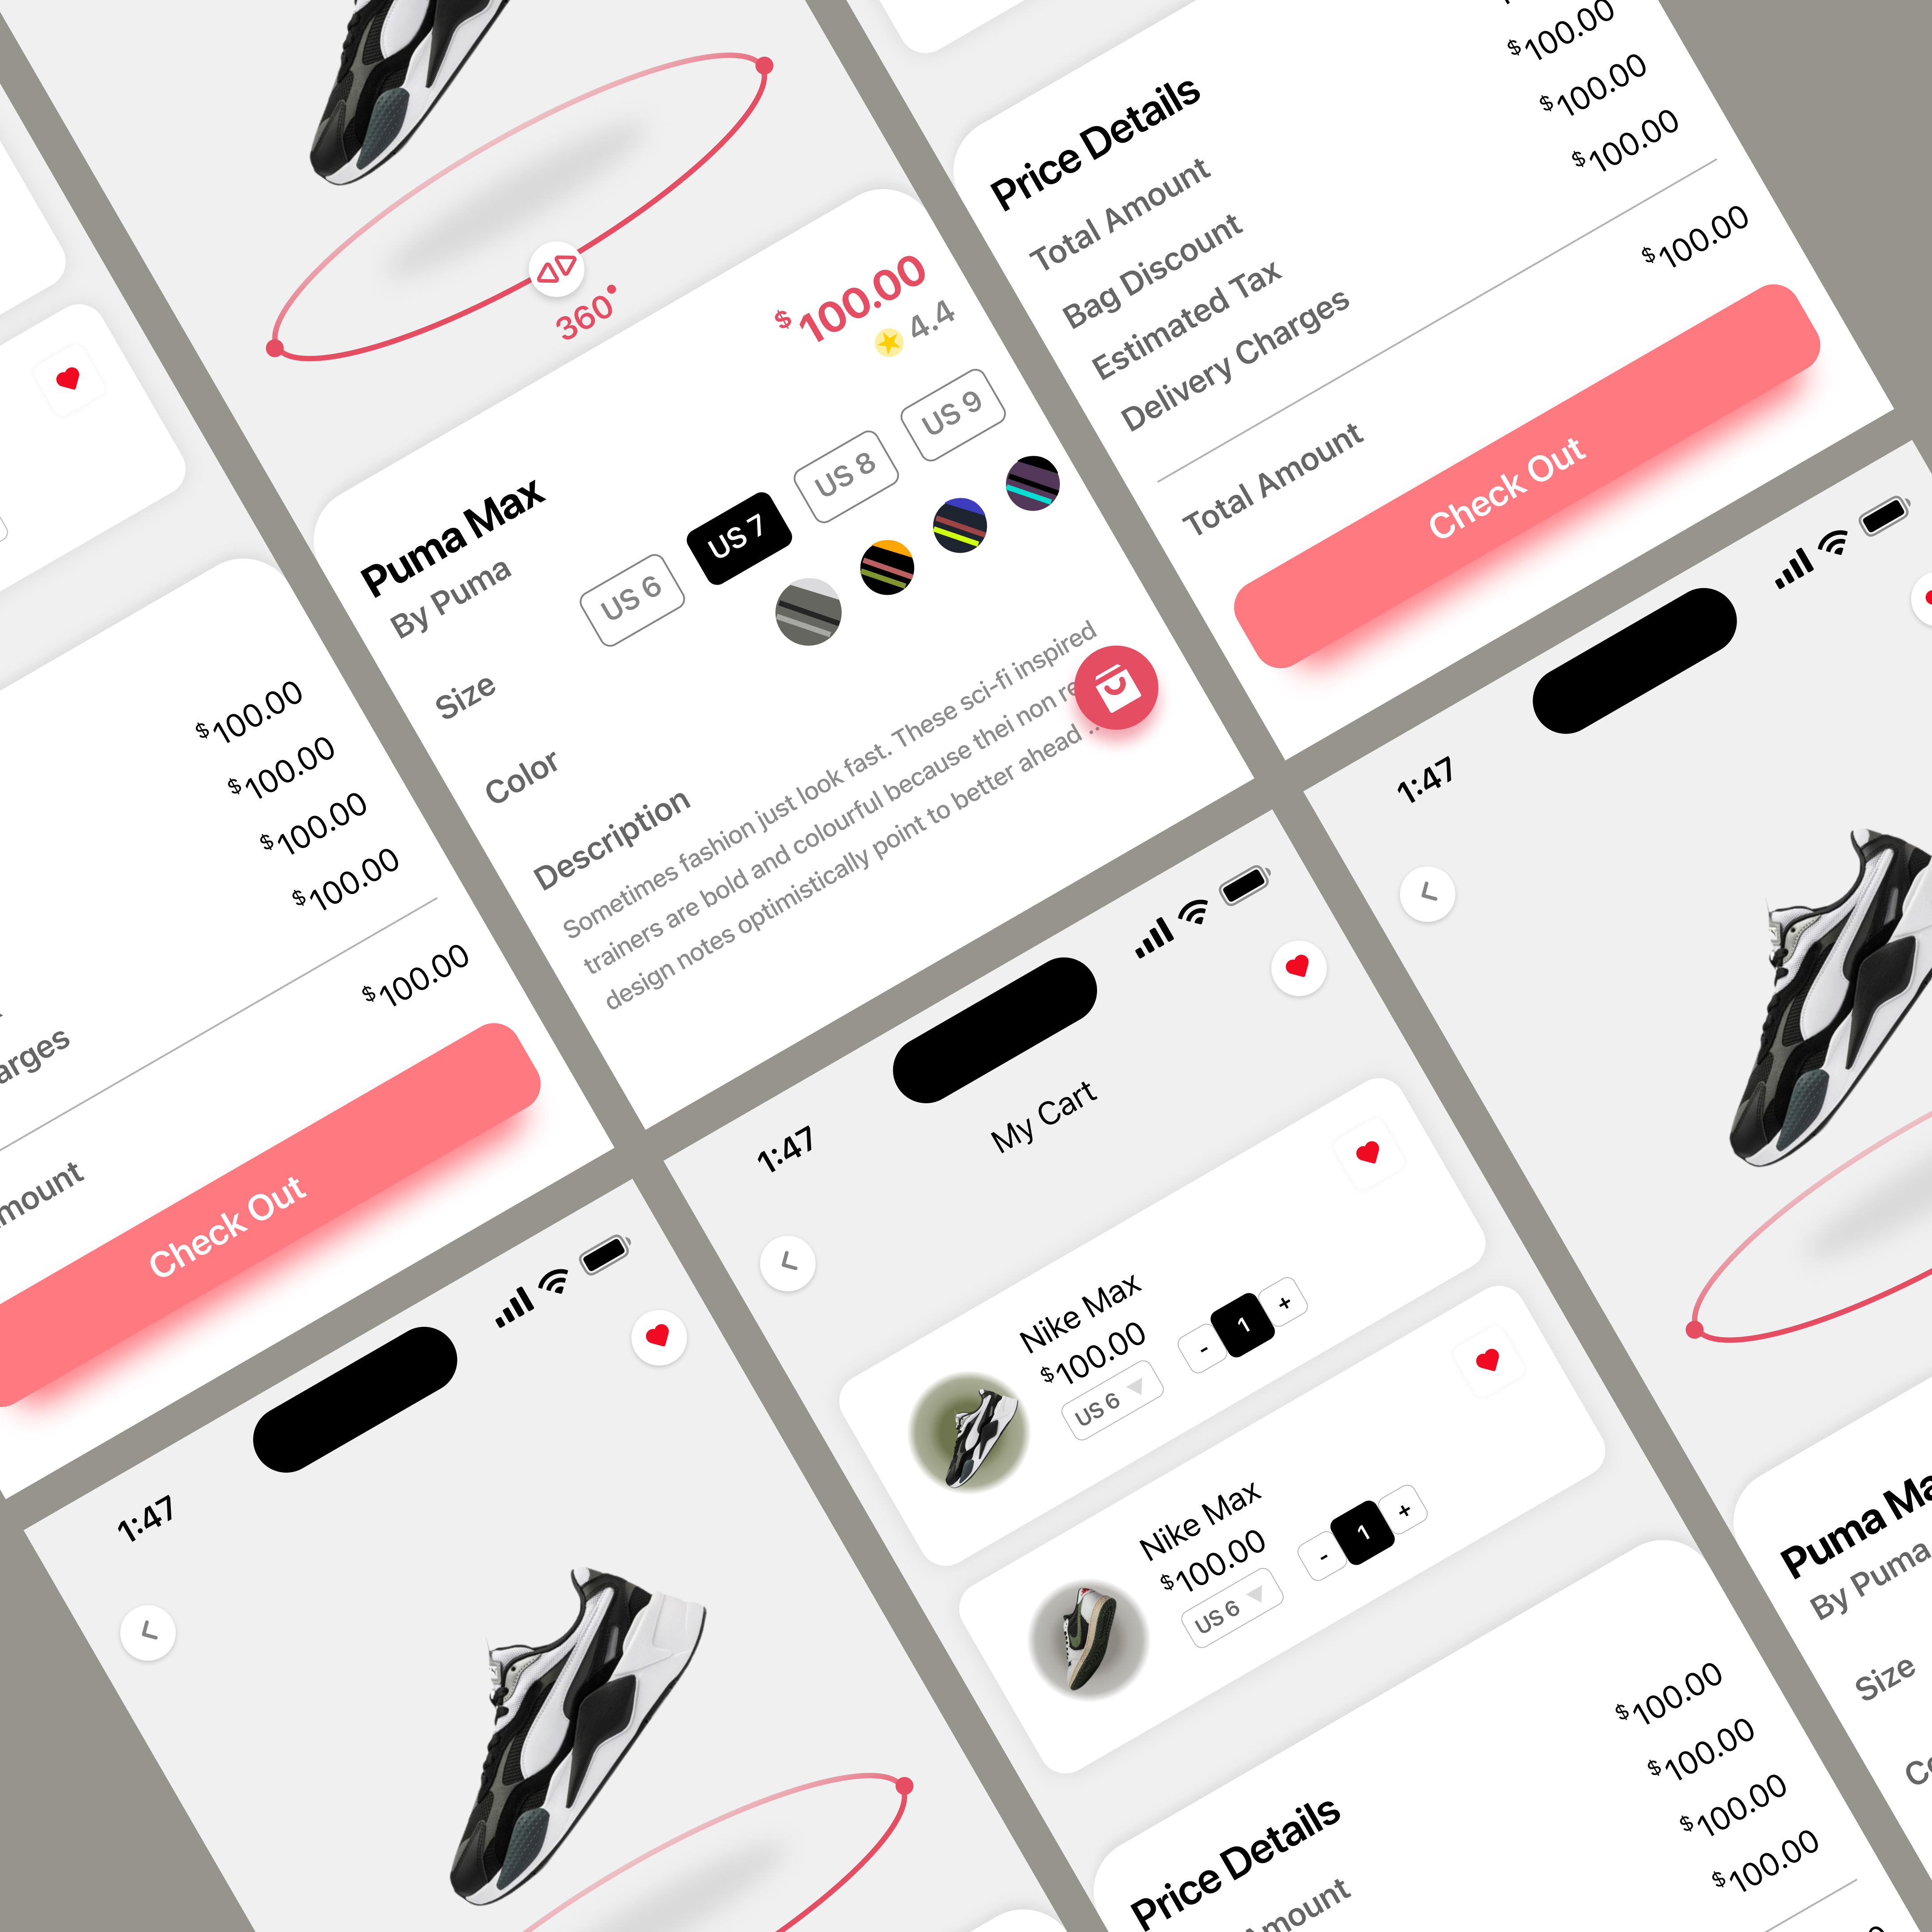 360°
$100.00
4.4
Puma Max
By Puma
Size
US 6
US 7
US 8
US 9
Color
Description
Sometimes fashion just look fast. These sci-fi inspired
trainers are bold and colourful because thei non
design notes optimistically point to better ahead ..
$100.00
$100.00
$100.00
Price Details
Total Amount
Bag Discount
Estimated Tax
Delivery Charges
$100.00
Total Amount
Check Out
$100.00
$100.00
$100.00
$100.00
$100.00
Check Out
1:47
1:47
My Cart
Nike Max
$100.00
US 6
- 1 +
Nike Max
$100.00
US 6
- 1 +
Price Details
Amount
$100.00
$100.00
$100.00
$100.00
1:47
Puma
By Puma
Size